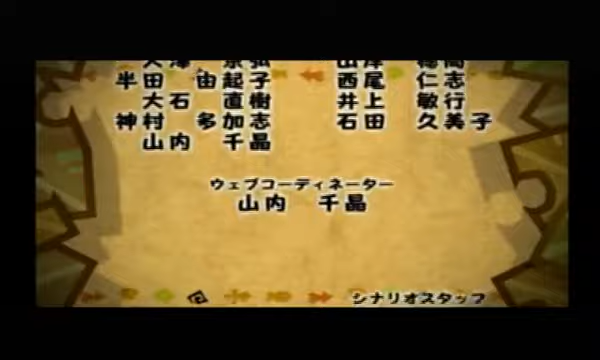 半田 由起子 西尾 仁志
大石 直樹 井上 敏行
神村 多加志 石田 久美子
山内 千晶
ウェブコーディネーター
山内 千晶
シナリオスタッフ